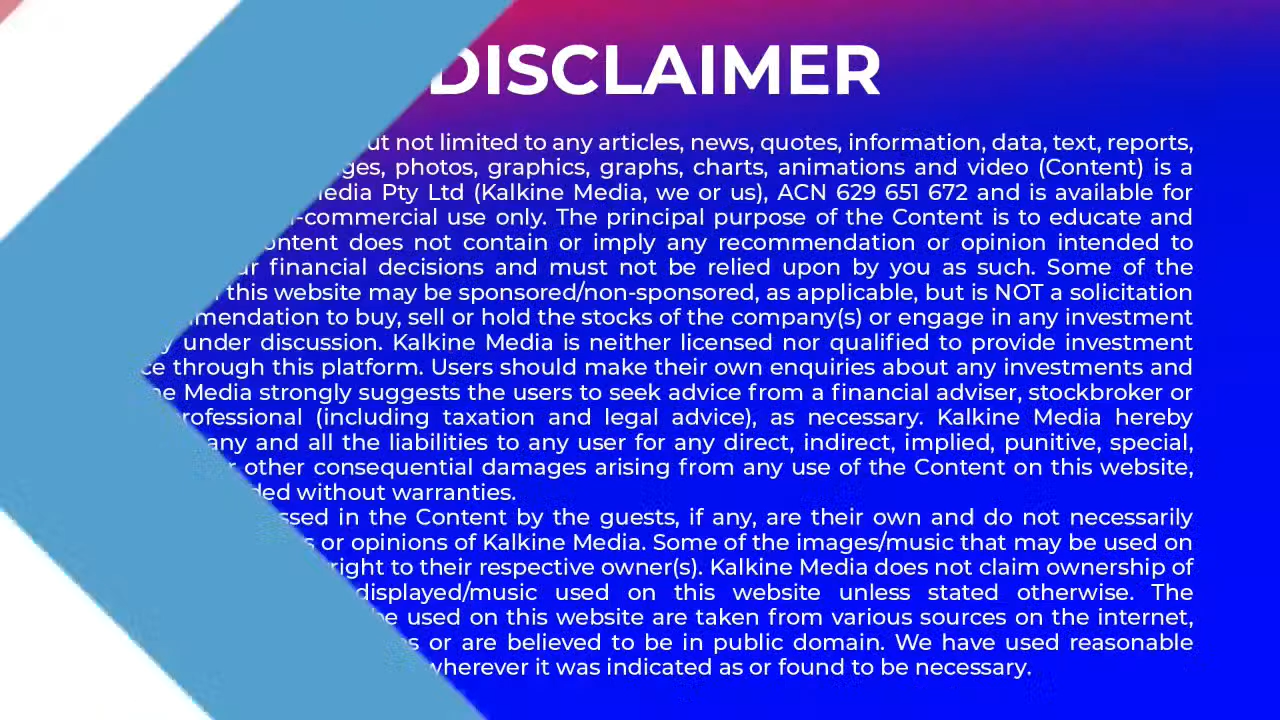 DISCLAIMER
not limited to any articles, news, quotes, information, data, text, reports,
photos, graphics, graphs, charts, animations and video (Content) is a
Pty Ltd (Kalkine Media, we or us), ACN 629 651 672 and is available for
-commercial use only. The principal purpose of the Content is to educate and
does not contain or imply any recommendation or opinion intended to
financial decisions and must not be relied upon by you as such. Some of the
this website may be sponsored/non-sponsored, as applicable, but is NOT a solicitation
to buy, sell or hold the stocks of the company(s) or engage in any investment
under discussion. Kalkine Media is neither licensed nor qualified to provide investment
through this platform. Users should make their own enquiries about any investments and
Media strongly suggests the users to seek advice from a financial adviser, stockbroker or
(including taxation and legal advice), as necessary. Kalkine Media hereby
any and all the liabilities to any user for any direct, indirect, implied, punitive, special,
other consequential damages arising from any use of the Content on this website,
without warranties.
in the Content by the guests, if any, are their own and do not necessarily
or opinions of Kalkine Media. Some of the images/music that may be used on
to their respective owner(s). Kalkine Media does not claim ownership of
displayed/music used on this website unless stated otherwise. The
used on this website are taken from various sources on the internet,
or are believed to be in public domain. We have used reasonable
wherever it was indicated as or found to be necessary.